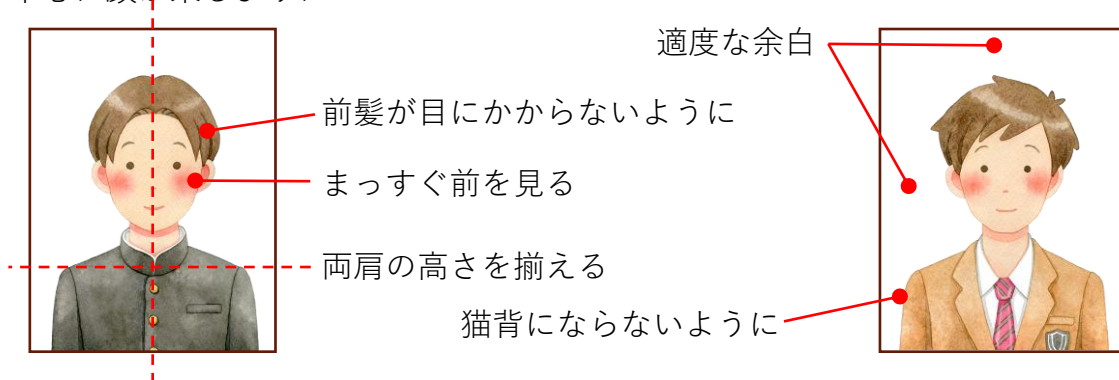 適度な余白
前髪が目にかからないように
まっすぐ前を見る
両肩の高さを揃える
猫背にならないように